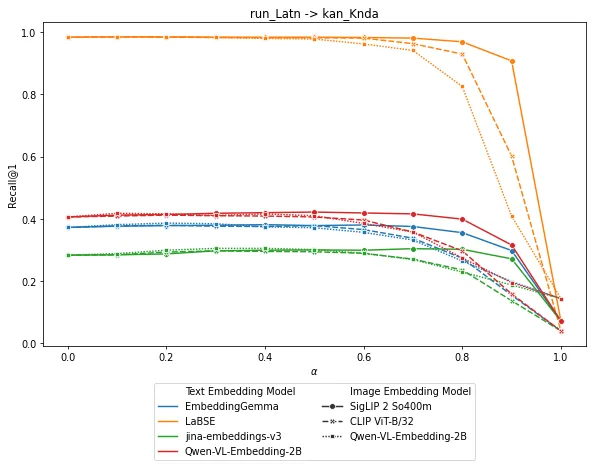 run_Latn -> kan_Knda
Recall@1
1.0
0.8
0.6
0.4
0.2
0.0
0.0 0.2 0.4 0.6 0.8 1.0
α
Text Embedding Model
EmbeddingGemma
LaBSE
jina-embeddings-v3
Qwen-VL-Embedding-2B
Image Embedding Model
SigLIP 2 So400m
CLIP ViT-B/32
Qwen-VL-Embedding-2B